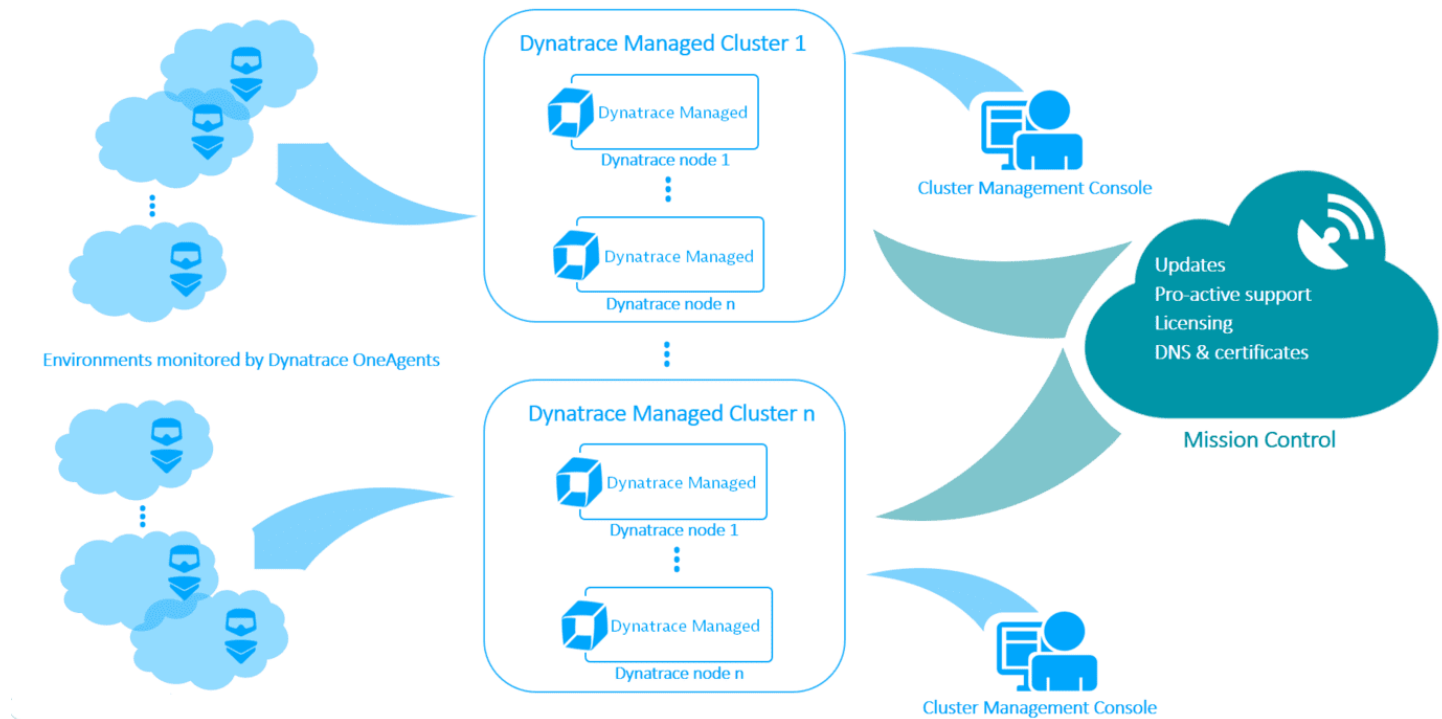 Dynatrace Managed Cluster 1
Dynatrace Managed
Dynatrace node 1
Dynatrace Managed
Dynatrace node n
Cluster Management Console
Updates
Pro-active support
Licensing
DNS & certificates
Mission Control
Environments monitored by Dynatrace OneAgents
Dynatrace Managed Cluster n
Dynatrace Managed
Dynatrace node 1
Dynatrace Managed
Dynatrace node n
Cluster Management Console